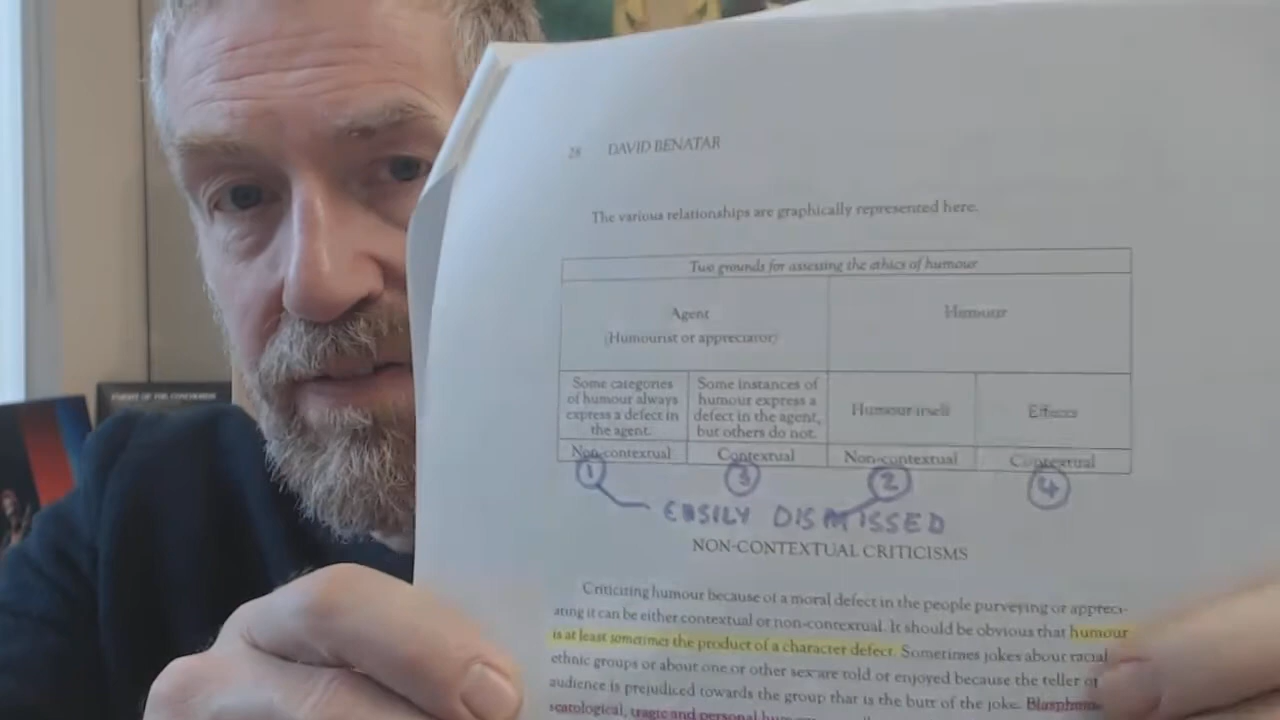 28 DAVID BENATAR
The various relationships are graphically represented here.
Two grounds for assessing the ethics of humour
Agent
(Humourist or appreciator)
Humour
Some categories
of humour always
express a defect in
the agent.
Some instances of
humour express a
defect in the agent,
but others do not.
Humour itself
Effects
Non-contextual
Contextual
Non-contextual
Contextual
1
3
2
4
EASILY DISMISSED
NON-CONTEXTUAL CRITICISMS
Criticizing humour because of a moral defect in the people purveying or appreci-
ating it can be either contextual or non-contextual. It should be obvious that humour
is at least sometimes the product of a character defect. Sometimes jokes about racial
ethnic groups or about one or other sex are told or enjoyed because the teller or
audience is prejudiced towards the group that is the butt of the joke.
scatological, tragic and personal
FLIGHT OF THE CONCHORDS